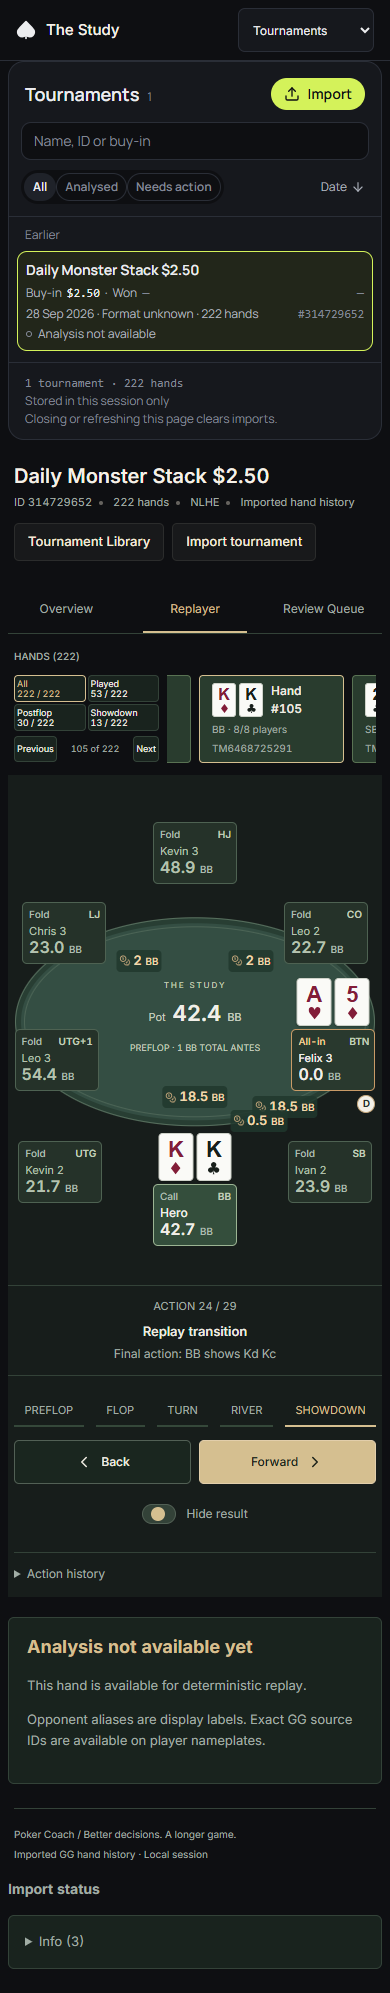 The Study
Tournaments
Tournaments 1
Import
Name, ID or buy-in
All
Analysed
Needs action
Date ↓
Earlier
Daily Monster Stack $2.50
Buy-in $2.50 · Won —
—
28 Sep 2026 · Format unknown · 222 hands
#314729652
Analysis not available
1 tournament · 222 hands
Stored in this session only
Closing or refreshing this page clears imports.
Daily Monster Stack $2.50
ID 314729652 • 222 hands • NLHE • Imported hand history
Tournament Library
Import tournament
Overview
Replayer
Review Queue
HANDS (222)
All
222 / 222
Played
53 / 222
Postflop
30 / 222
Showdown
13 / 222
Previous
105 of 222
Next
K
K
Hand
#105
BB · 8/8 players
TM6468725291
SE
TM
Fold HJ
Kevin 3
48.9 BB
Fold LJ
Chris 3
23.0 BB
Fold CO
Leo 2
22.7 BB
2 BB
2 BB
THE STUDY
Pot 42.4 BB
PREFLOP · 1 BB TOTAL ANTES
A
5
Fold UTG+1
Leo 3
54.4 BB
All-in BTN
Felix 3
0.0 BB
D
18.5 BB
18.5 BB
0.5 BB
K
K
Fold UTG
Kevin 2
21.7 BB
Fold SB
Ivan 2
23.9 BB
Call BB
Hero
42.7 BB
ACTION 24 / 29
Replay transition
Final action: BB shows Kd Kc
PREFLOP
FLOP
TURN
RIVER
SHOWDOWN
Back
Forward
Hide result
Action history
Analysis not available yet
This hand is available for deterministic replay.
Opponent aliases are display labels. Exact GG source
IDs are available on player nameplates.
Poker Coach / Better decisions. A longer game.
Imported GG hand history · Local session
Import status
Info (3)